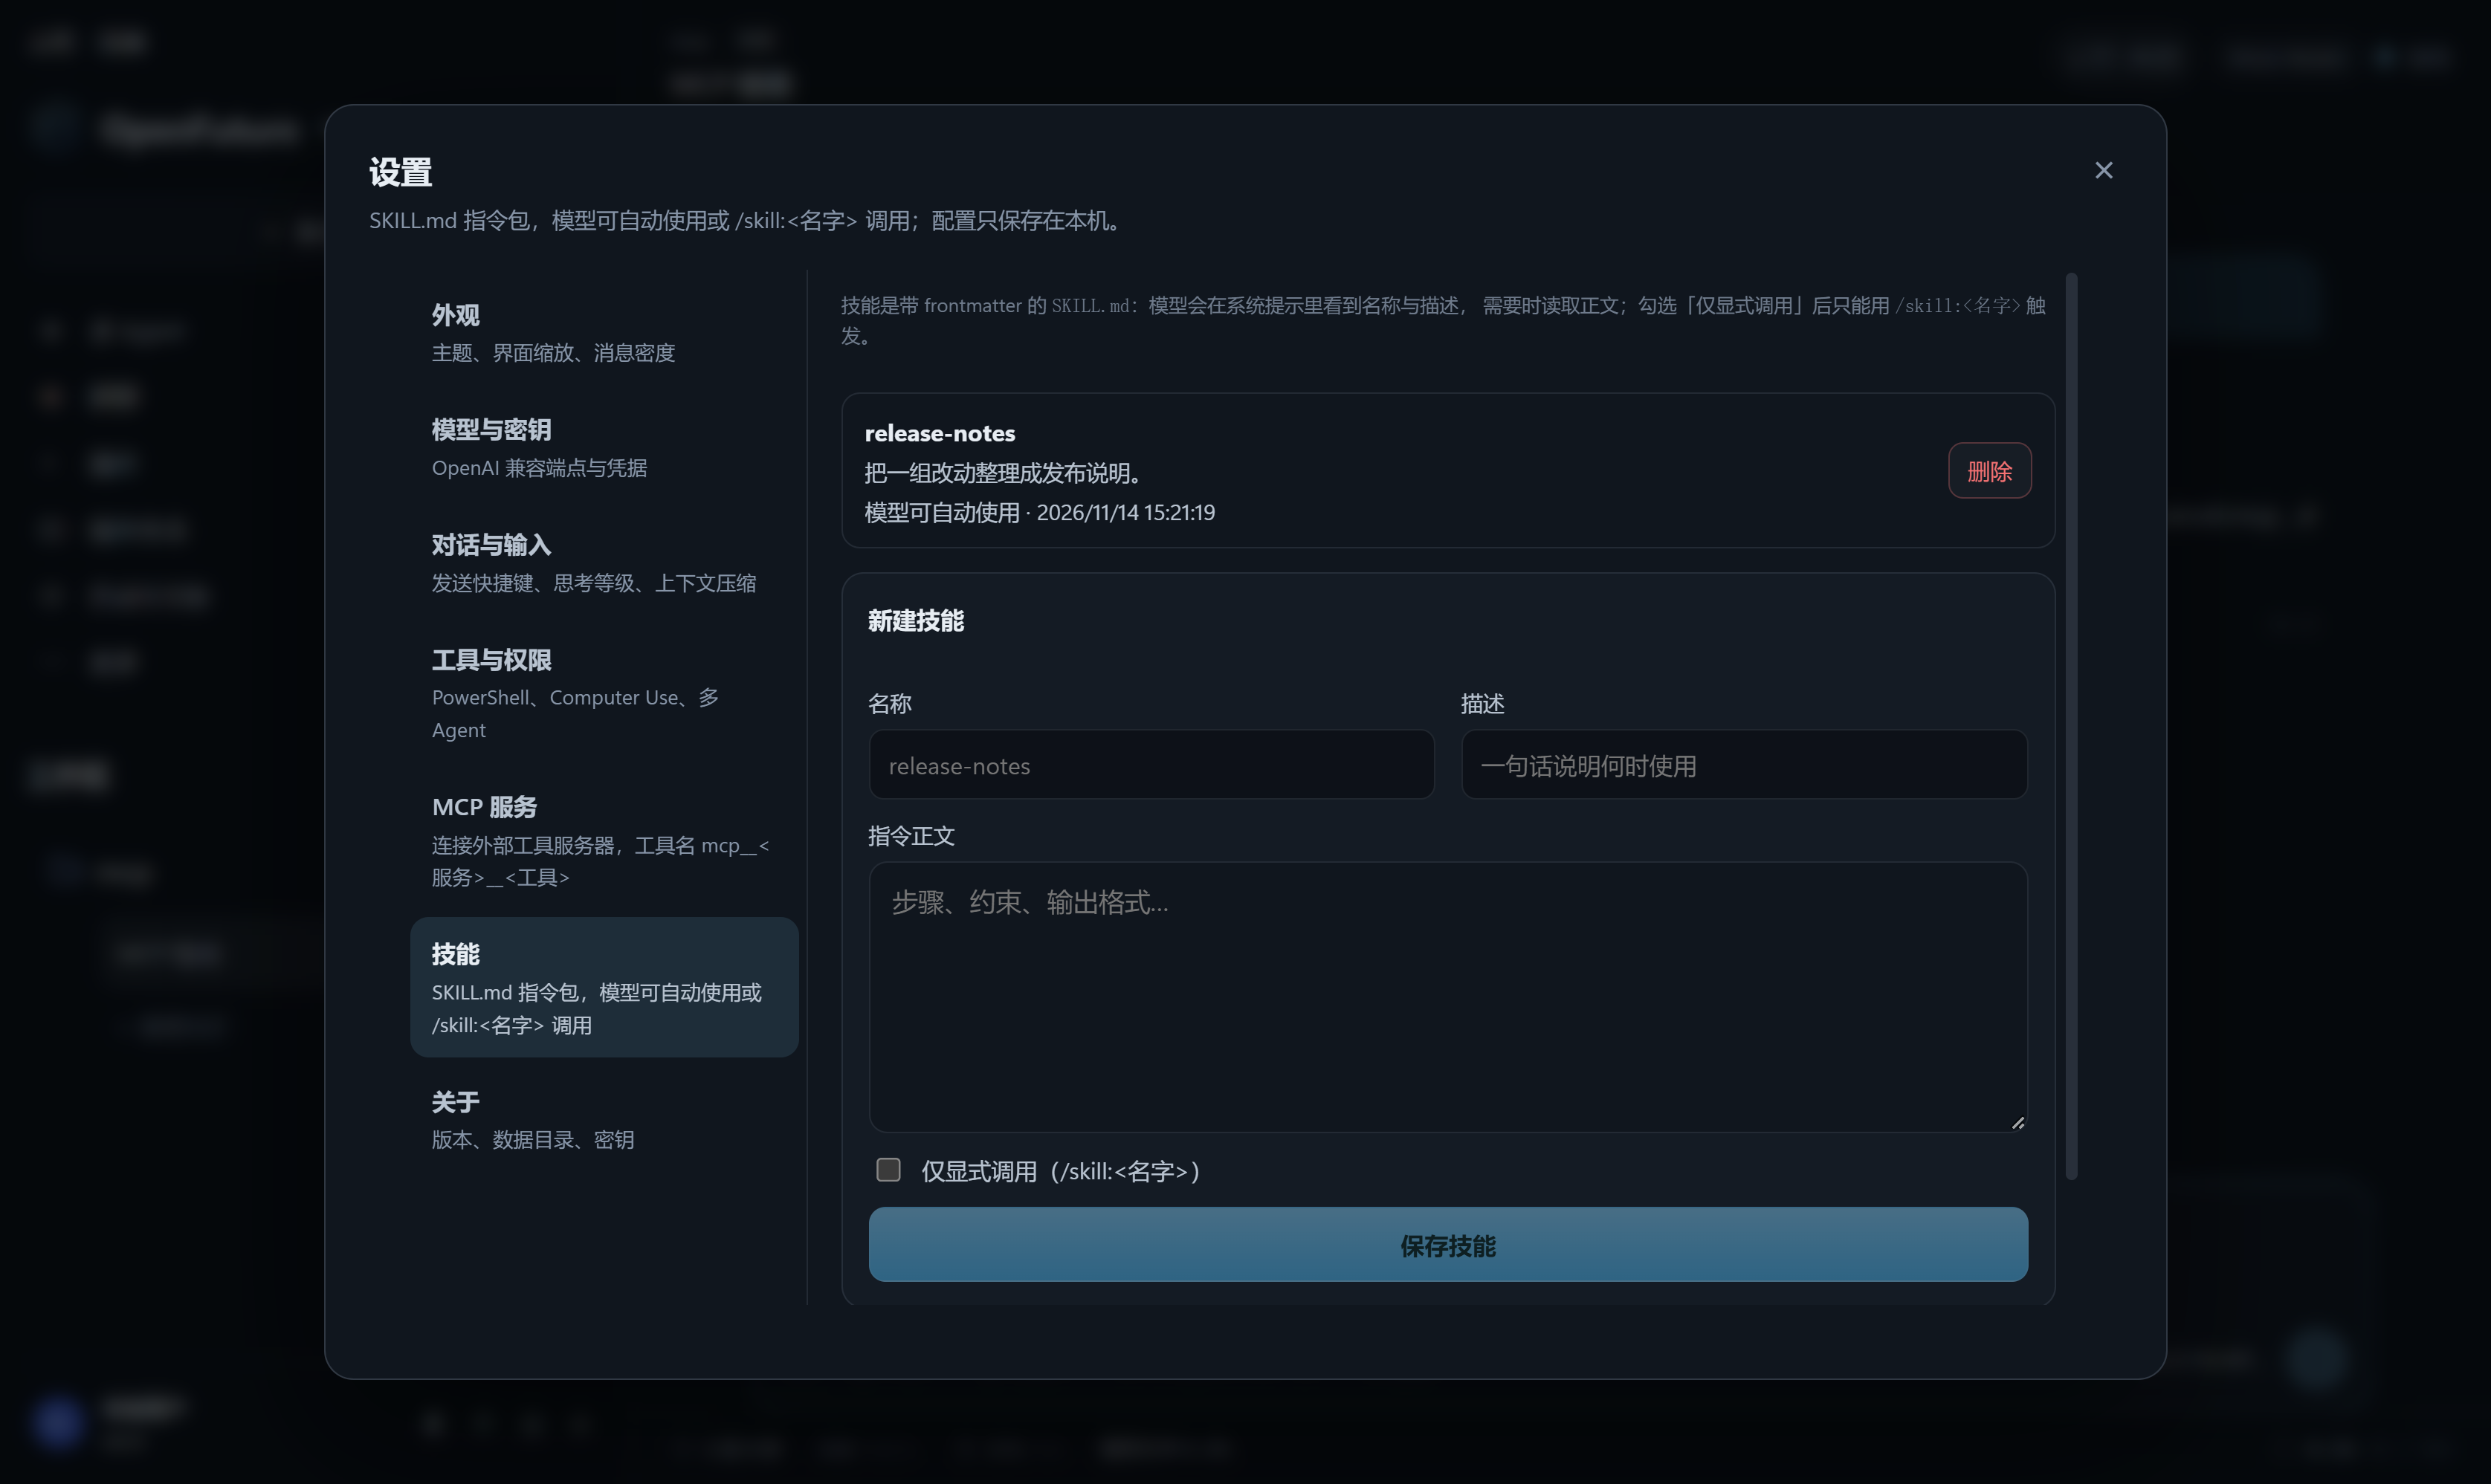 设置
SKILL.md 指令包，模型可自动使用或 /skill:<名字> 调用；配置只保存在本机。
外观
主题、界面缩放、消息密度
模型与密钥
OpenAI 兼容端点与凭据
对话与输入
发送快捷键、思考等级、上下文压缩
工具与权限
PowerShell、Computer Use、多
Agent
MCP 服务
连接外部工具服务器，工具名 mcp__<
服务>__<工具>
技能
SKILL.md 指令包，模型可自动使用或
/skill:<名字> 调用
关于
版本、数据目录、密钥
技能是带 frontmatter 的 SKILL.md：模型会在系统提示里看到名称与描述， 需要时读取正文；勾选「仅显式调用」后只能用 /skill:<名字> 触
发。
release-notes
把一组改动整理成发布说明。
模型可自动使用 · 2026/11/14 15:21:19
删除
新建技能
名称
描述
release-notes
一句话说明何时使用
指令正文
步骤、约束、输出格式...
仅显式调用（/skill:<名字>）
保存技能